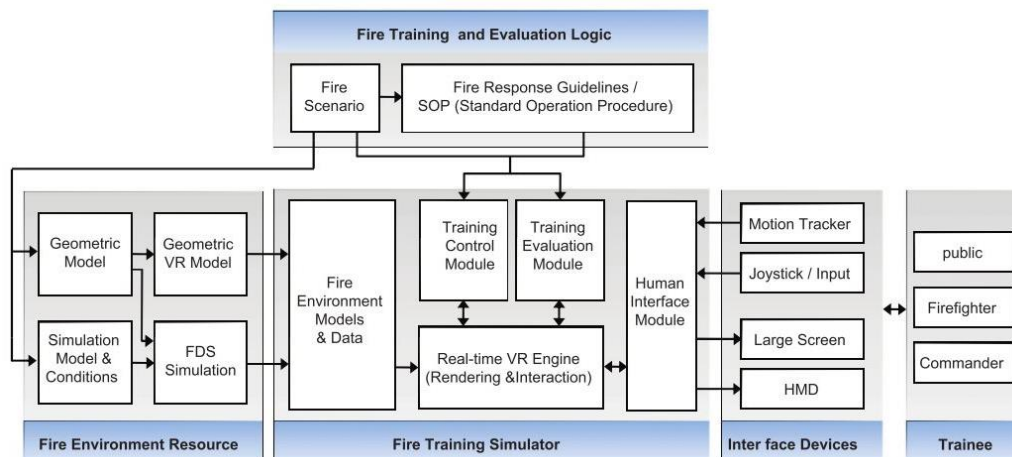 Fire Training and Evaluation Logic
Fire
Scenario
Fire Response Guidelines /
SOP (Standard Operation Procedure)
Geometric
Model
Geometric
VR Model
Simulation
Model &
Conditions
FDS
Simulation
Fire Environment Resource
Fire
Environment
Models
& Data
Training
Control
Module
Training
Evaluation
Module
Real-time VR Engine
(Rendering &Interaction)
Human
Interface
Module
Fire Training Simulator
Motion Tracker
Joystick / Input
Large Screen
HMD
Inter face Devices
public
Firefighter
Commander
Trainee